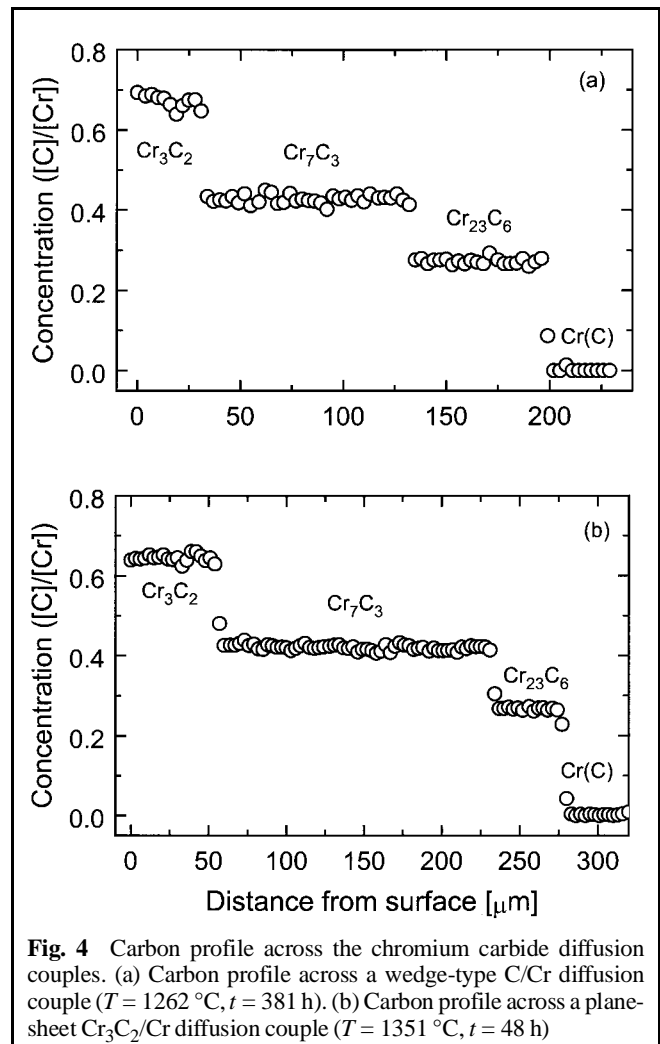 0.8
(a)
0.6
Cr3C2
Cr7C3
0.4
Cr23C6
0.2
Cr(C)
0.0
Concentration ([C]/[Cr])
0 50 100 150 200
0.8
(b)
0.6
Cr3C2
Cr7C3
0.4
Cr23C6
0.2
Cr(C)
0.0
Concentration ([C]/[Cr])
0 50 100 150 200 250 300
Distance from surface [μm]
Fig. 4 Carbon profile across the chromium carbide diffusion
couples. (a) Carbon profile across a wedge-type C/Cr diffusion
couple (T = 1262 °C, t = 381 h). (b) Carbon profile across a plane-
sheet Cr3C2/Cr diffusion couple (T = 1351 °C, t = 48 h)